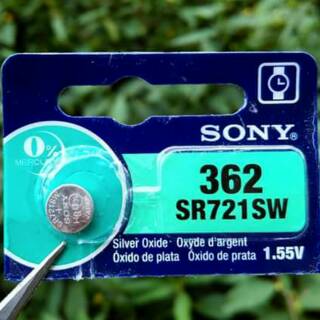 SONY
0%
MERCURY
362
SR721SW
Silver Oxide Oxyde d'argent
Óxido de plata Óxido de prata 1.55V